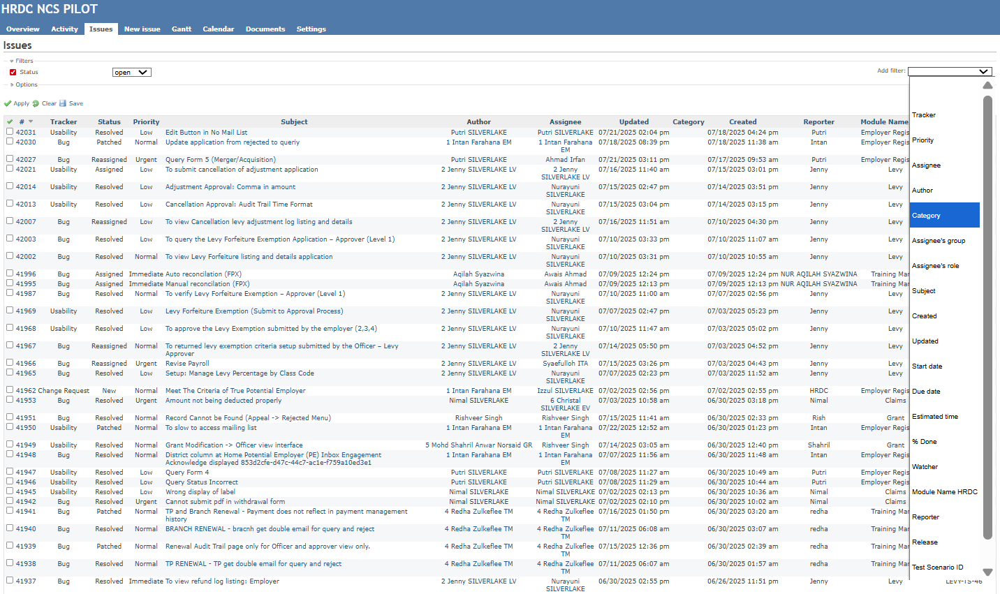 HRDC NCS PILOT
Overview Activity Issues New issue Gantt Calendar Documents Settings
Issues
Filters
Status open Add filter:
Options
Apply Clear Save
# Tracker Status Priority Subject Author Assignee Updated Category Created Reporter Module Name
42031 Usability Resolved Low Edit Button in No Mail List Putri SILVERLAKE Putri SILVERLAKE 07/21/2025 02:04 pm 07/18/2025 04:24 pm Putri Employer Regis
42030 Bug Patched Normal Update application from rejected to queriy 1 Intan Farahana EM 1 Intan Farahana EM 07/18/2025 08:39 pm 07/18/2025 11:38 am Intan Employer Regis
42027 Bug Reassigned Urgent Query Form 5 (Merger/Acquisition) Putri SILVERLAKE Ahmad Irfan 07/21/2025 03:11 pm 07/17/2025 09:53 am Putri Employer Regis
42021 Usability Assigned Low To submit cancellation of adjustment application 2 Jenny SILVERLAKE LV 2 Jenny SILVERLAKE LV 07/16/2025 11:40 am 07/15/2025 03:01 pm Jenny Levy
42014 Usability Resolved Low Adjustment Approval: Comma in amount 2 Jenny SILVERLAKE LV Nurayuni SILVERLAKE 07/15/2025 02:47 pm 07/14/2025 03:51 pm Jenny Levy
42013 Usability Resolved Low Cancellation Approval: Audit Trail Time Format 2 Jenny SILVERLAKE LV Nurayuni SILVERLAKE 07/15/2025 03:04 pm 07/14/2025 03:15 pm Jenny Levy
42007 Bug Reassigned Low To view Cancellation levy adjustment log listing and details 2 Jenny SILVERLAKE LV 2 Jenny SILVERLAKE LV 07/16/2025 11:51 am 07/10/2025 04:30 pm Jenny Levy
42003 Bug Resolved Low To query the Levy Forfeiture Exemption Application – Approver (Level 1) 2 Jenny SILVERLAKE LV Nurayuni SILVERLAKE 07/10/2025 03:33 pm 07/10/2025 11:07 am Jenny Levy
42002 Bug Resolved Normal To view Levy Forfeiture listing and details application 2 Jenny SILVERLAKE LV Nurayuni SILVERLAKE 07/10/2025 03:31 pm 07/10/2025 10:55 am Jenny Levy
41996 Bug Assigned Immediate Auto reconcilation (FPX) Aqilah Syazwina Awais Ahmad 07/09/2025 12:24 pm 07/09/2025 12:24 pm NUR AQILAH SYAZWINA Training Mar
41995 Bug Assigned Immediate Manual reconcilation (FPX) Aqilah Syazwina Awais Ahmad 07/09/2025 12:13 pm 07/09/2025 12:13 pm NUR AQILAH SYAZWINA Training Mar
41987 Bug Resolved Normal To verify Levy Forfeiture Exemption – Approver (Level 1) 2 Jenny SILVERLAKE LV Nurayuni SILVERLAKE 07/10/2025 11:00 am 07/07/2025 02:56 pm Jenny Levy
41969 Usability Resolved Low Levy Forfeiture Exemption (Submit to Approval Process) 2 Jenny SILVERLAKE LV Nurayuni SILVERLAKE 07/07/2025 02:47 pm 07/03/2025 05:23 pm Jenny Levy
41968 Usability Resolved Low To approve the Levy Exemption submitted by the employer (2,3,4) 2 Jenny SILVERLAKE LV Nurayuni SILVERLAKE 07/10/2025 11:47 am 07/03/2025 05:02 pm Jenny Levy
41967 Bug Reassigned Normal To returned levy exemption criteria setup submitted by the Officer – Levy Approver 2 Jenny SILVERLAKE LV 2 Jenny SILVERLAKE LV 07/14/2025 05:50 pm 07/03/2025 04:52 pm Jenny Levy
41966 Bug Reassigned Urgent Revise Payroll 2 Jenny SILVERLAKE LV Syaefulloh ITA 07/15/2025 03:26 pm 07/03/2025 04:43 pm Jenny Levy
41965 Bug Resolved Low Setup: Manage Levy Percentage by Class Code 2 Jenny SILVERLAKE LV Nurayuni SILVERLAKE 07/07/2025 02:23 pm 07/03/2025 11:52 am Jenny Levy
41962 Change Request New Normal Meet The Criteria of True Potential Employer 1 Intan Farahana EM Izzul SILVERLAKE 07/02/2025 02:56 pm 07/02/2025 02:55 pm HRDC Employer Regis
41953 Bug Resolved Urgent Amount not being deducted properly Nimal SILVERLAKE 6 Christal SILVERLAKE EV 07/03/2025 10:58 am 06/30/2025 03:18 pm Nimal Claims
41951 Bug Resolved Normal Record Cannot be Found (Appeal -> Rejected Menu) Rishveer Singh Rishveer Singh 07/15/2025 11:41 am 06/30/2025 02:33 pm Rish Grant
41950 Usability Patched Normal To slow to access mailing list 1 Intan Farahana EM 1 Intan Farahana EM 07/22/2025 12:52 am 06/30/2025 01:23 pm Intan Employer Regis
41949 Usability Resolved Normal Grant Modification -> Officer view interface 5 Mohd Shahril Anwar Norsaid GR Rishveer Singh 07/14/2025 03:05 am 06/30/2025 12:40 pm Shahril Grant
41948 Bug Resolved Normal District column at Home Potential Employer (PE) Inbox Engagement Acknowledge displayed 853d2cfe-d47c-44c7-ac1e-f759a10ed3e1 1 Intan Farahana EM 1 Intan Farahana EM 07/07/2025 11:56 am 06/30/2025 11:48 am Intan Employer Regis
41947 Usability Resolved Low Query Form 4 Putri SILVERLAKE Putri SILVERLAKE 07/08/2025 11:27 am 06/30/2025 10:49 am Putri Employer Regis
41946 Usability Resolved Low Query Status Incorrect Putri SILVERLAKE Putri SILVERLAKE 07/08/2025 11:29 am 06/30/2025 10:44 am Putri Employer Regis
41945 Usability Resolved Low Wrong display of label Nimal SILVERLAKE Nimal SILVERLAKE 07/02/2025 02:13 pm 06/30/2025 10:36 am Nimal Claims
41942 Bug Resolved Urgent Cannot submit pdf in withdrawal form Nimal SILVERLAKE Nimal SILVERLAKE 07/02/2025 02:10 pm 06/30/2025 10:02 am Nimal Claims
41941 Bug Patched Normal TP and Branch Renewal - Payment does not reflect in payment management history 4 Redha Zulkeflee TM 4 Redha Zulkeflee TM 07/16/2025 01:50 pm 06/30/2025 03:20 am redha Training Mar
41940 Bug Resolved Normal BRANCH RENEWAL - bracnh get double email for query and reject 4 Redha Zulkeflee TM 4 Redha Zulkeflee TM 07/11/2025 06:08 am 06/30/2025 03:07 am redha Training Mar
41939 Bug Patched Normal Renewal Audit Trail page only for Officer and approver view only. 4 Redha Zulkeflee TM 4 Redha Zulkeflee TM 07/15/2025 12:36 pm 06/30/2025 02:39 am redha Training Mar
41938 Bug Resolved Normal TP RENEWAL - TP get double email for query and reject 4 Redha Zulkeflee TM 4 Redha Zulkeflee TM 07/11/2025 06:07 am 06/30/2025 01:57 am redha Training Mar
41937 Bug Resolved Immediate To view refund log listing: Employer 2 Jenny SILVERLAKE LV Nurayuni SILVERLAKE 06/30/2025 02:55 pm 06/26/2025 11:51 pm Jenny Levy LEVY-TS-46
Tracker
Priority
Assignee
Author
Category
Assignee's group
Assignee's role
Subject
Created
Updated
Start date
Due date
Estimated time
% Done
Watcher
Module Name HRDC
Reporter
Release
Test Scenario ID